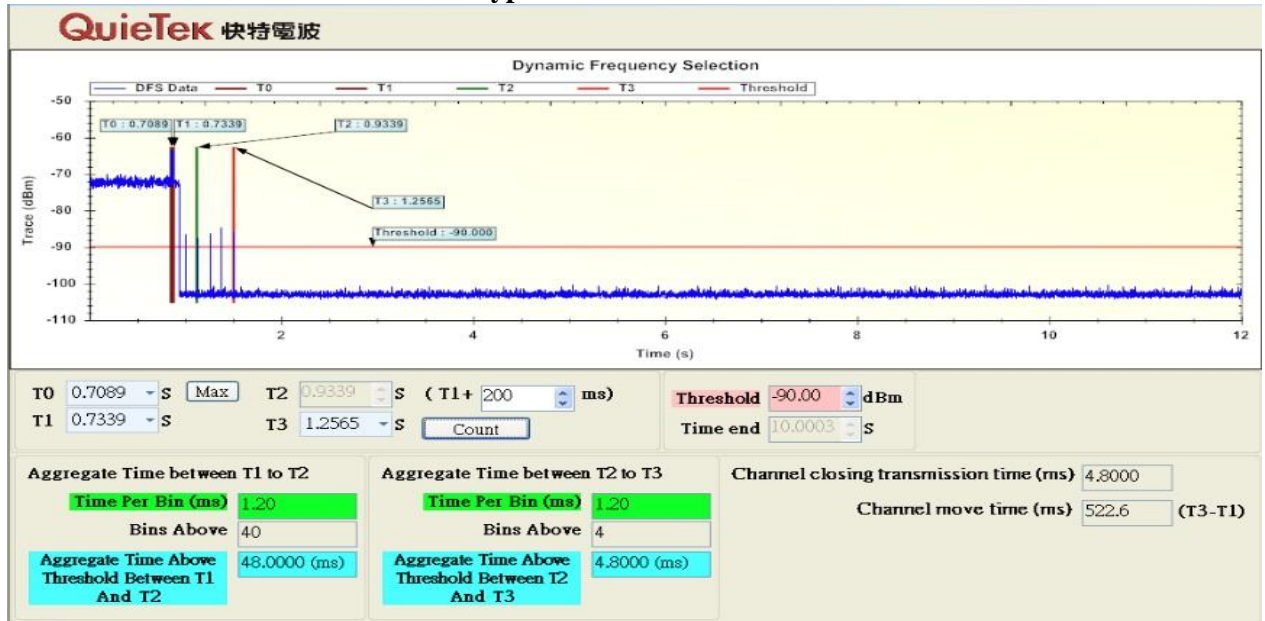 QuieTek 快特電波
Dynamic Frequency Selection
DFS Data T0 T1 T2 T3 Threshold
-50
-60
-70
-80
-90
-100
-110
Trace (dBm)
T0 : 0.7089
T1 : 0.7339
T2 : 0.9339
T3 : 1.2565
Threshold : -90.000
2 4 6 8 10 12
Time (s)
T0 0.7089 S Max T2 0.9339 S ( T1+ 200 ms) Threshold -90.00 dBm
T1 0.7339 S T3 1.2565 S Count Time end 10.0003 S
Aggregate Time between T1 to T2
Time Per Bin (ms) 1.20
Bins Above 40
Aggregate Time Above 48.0000 (ms)
Threshold Between T1
And T2
Aggregate Time between T2 to T3
Time Per Bin (ms) 1.20
Bins Above 4
Aggregate Time Above 4.8000 (ms)
Threshold Between T2
And T3
Channel closing transmission time (ms) 4.8000
Channel move time (ms) 522.6 (T3-T1)